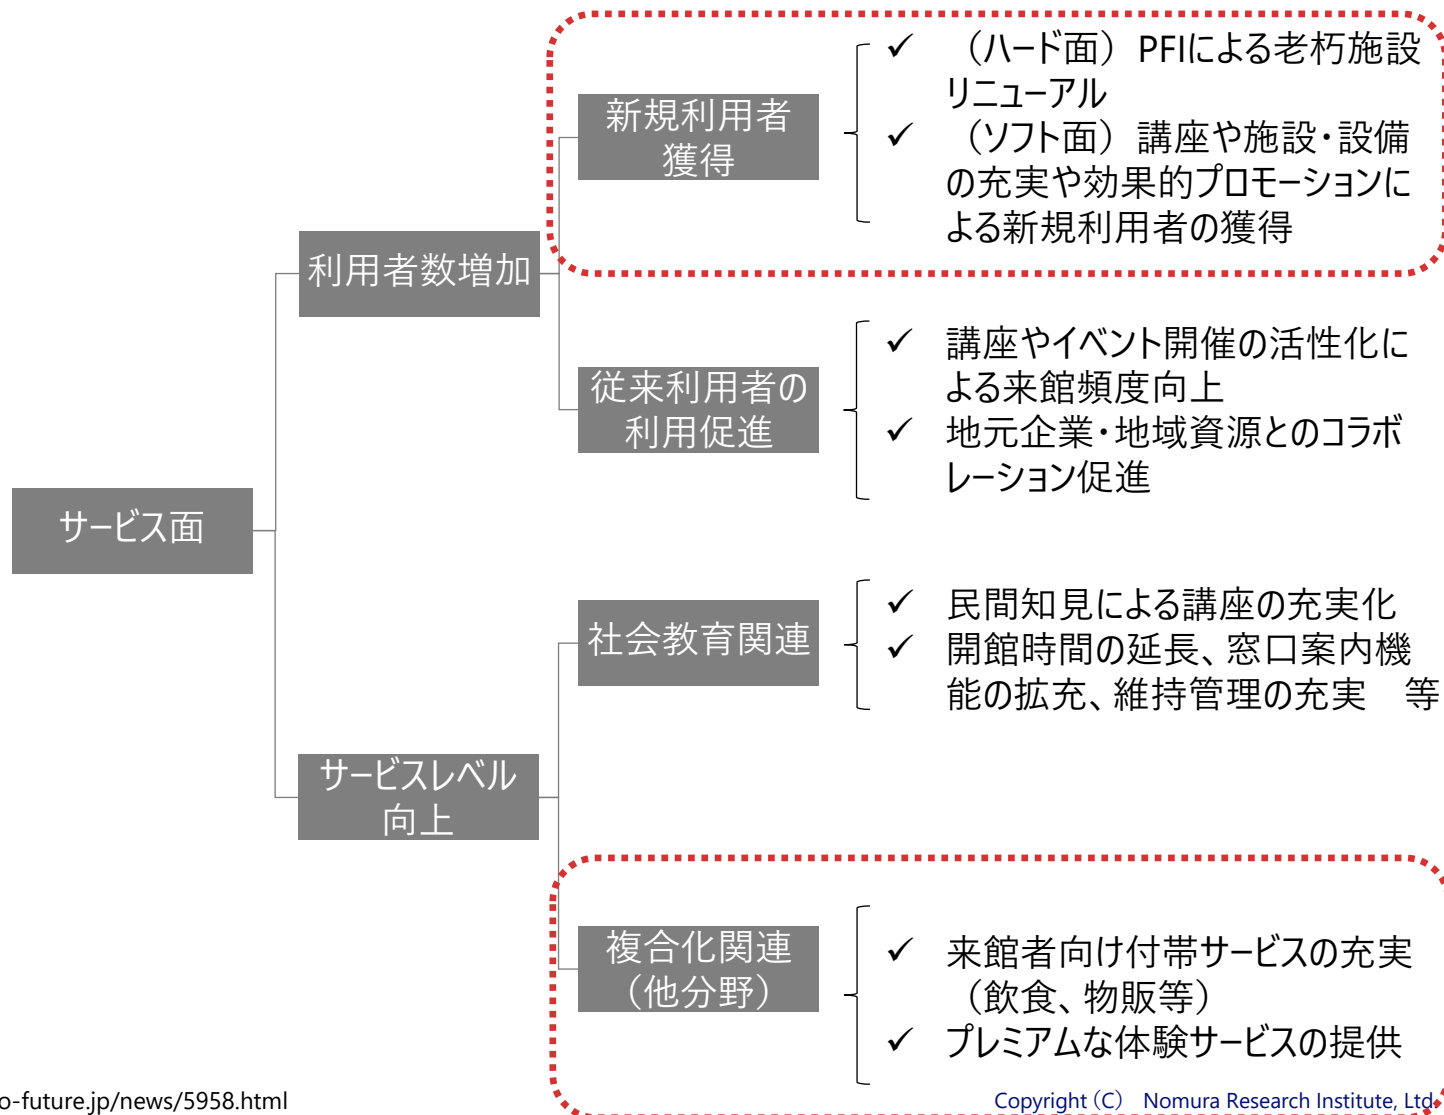 サービス面
利用者数増加
新規利用者
獲得
✓ （ハード面）PFIによる老朽施設
リニューアル
✓ （ソフト面）講座や施設・設備
の充実や効果的プロモーションに
よる新規利用者の獲得
従来利用者の
利用促進
✓ 講座やイベント開催の活性化に
よる来館頻度向上
✓ 地元企業・地域資源とのコラボ
レーション促進
サービスレベル
向上
社会教育関連
✓ 民間知見による講座の充実化
✓ 開館時間の延長、窓口案内機
能の拡充、維持管理の充実　等
複合化関連
（他分野）
✓ 来館者向け付帯サービスの充実
（飲食、物販等）
✓ プレミアムな体験サービスの提供
o-future.jp/news/5958.html
Copyright（C） Nomura Research Institute, Ltd.